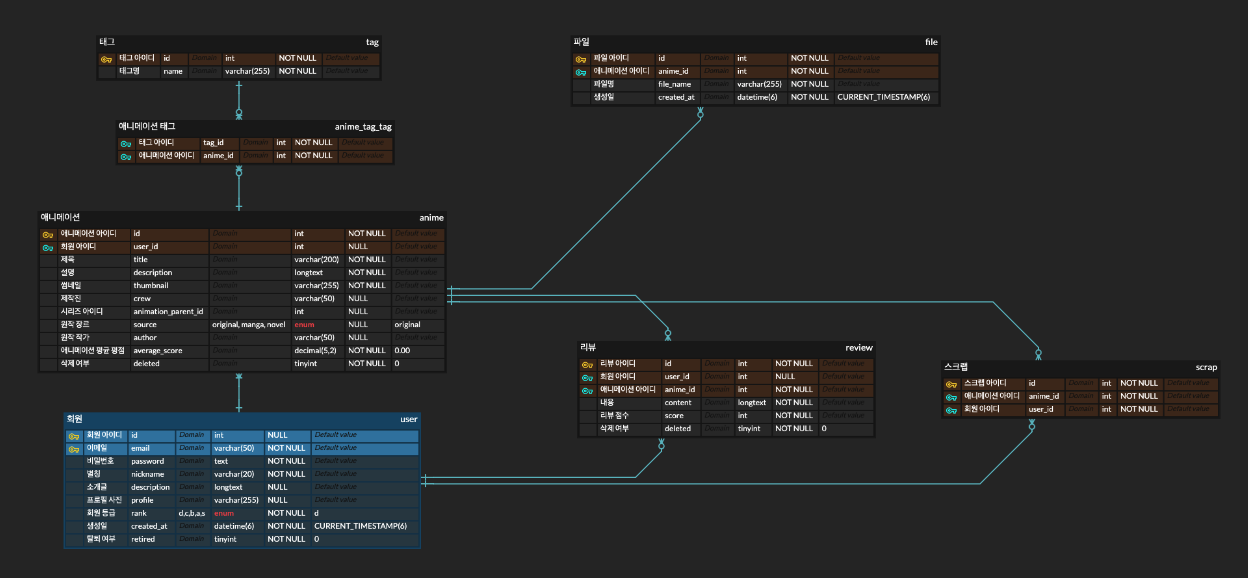 태그 tag
태그 아이디 id Domain int NOT NULL Default value
태그명 name Domain varchar(255) NOT NULL Default value
파일 file
파일 아이디 id Domain int NOT NULL Default value
애니메이션 아이디 anime_id Domain int NOT NULL Default value
파일명 file_name Domain varchar(255) NOT NULL Default value
생성일 created_at Domain datetime(6) NOT NULL CURRENT_TIMESTAMP(6)
애니메이션 태그 anime_tag_tag
태그 아이디 tag_id Domain int NOT NULL Default value
애니메이션 아이디 anime_id Domain int NOT NULL Default value
애니메이션 anime
애니메이션 아이디 id Domain int NOT NULL Default value
회원 아이디 user_id Domain int NULL Default value
제목 title Domain varchar(200) NOT NULL Default value
설명 description Domain longtext NOT NULL Default value
썸네일 thumbnail Domain varchar(255) NOT NULL Default value
제작진 crew Domain varchar(50) NULL Default value
시리즈 아이디 animation_parent_id Domain int NULL Default value
원작 장르 source original, manga, novel enum NULL original
원작 작가 author Domain varchar(50) NULL Default value
애니메이션 평균 평점 average_score Domain decimal(5,2) NOT NULL 0.00
삭제 여부 deleted Domain tinyint NOT NULL 0
리뷰 review
리뷰 아이디 id Domain int NOT NULL Default value
회원 아이디 user_id Domain int NULL Default value
애니메이션 아이디 anime_id Domain int NOT NULL Default value
내용 content Domain longtext NOT NULL Default value
리뷰 점수 score Domain int NOT NULL Default value
삭제 여부 deleted Domain tinyint NOT NULL 0
스크랩 scrap
스크랩 아이디 id Domain int NOT NULL Default value
애니메이션 아이디 anime_id Domain int NOT NULL Default value
회원 아이디 user_id Domain int NOT NULL Default value
회원 user
회원 아이디 id Domain int NULL Default value
이메일 email Domain varchar(50) NOT NULL Default value
비밀번호 password Domain text NOT NULL Default value
별칭 nickname Domain varchar(20) NOT NULL Default value
소개글 description Domain longtext NULL Default value
프로필 사진 profile Domain varchar(255) NOT NULL Default value
회원 등급 rank d,c,b,a,s enum NOT NULL d
생성일 created_at Domain datetime(6) NOT NULL CURRENT_TIMESTAMP(6)
탈퇴 여부 retired Domain tinyint NOT NULL 0